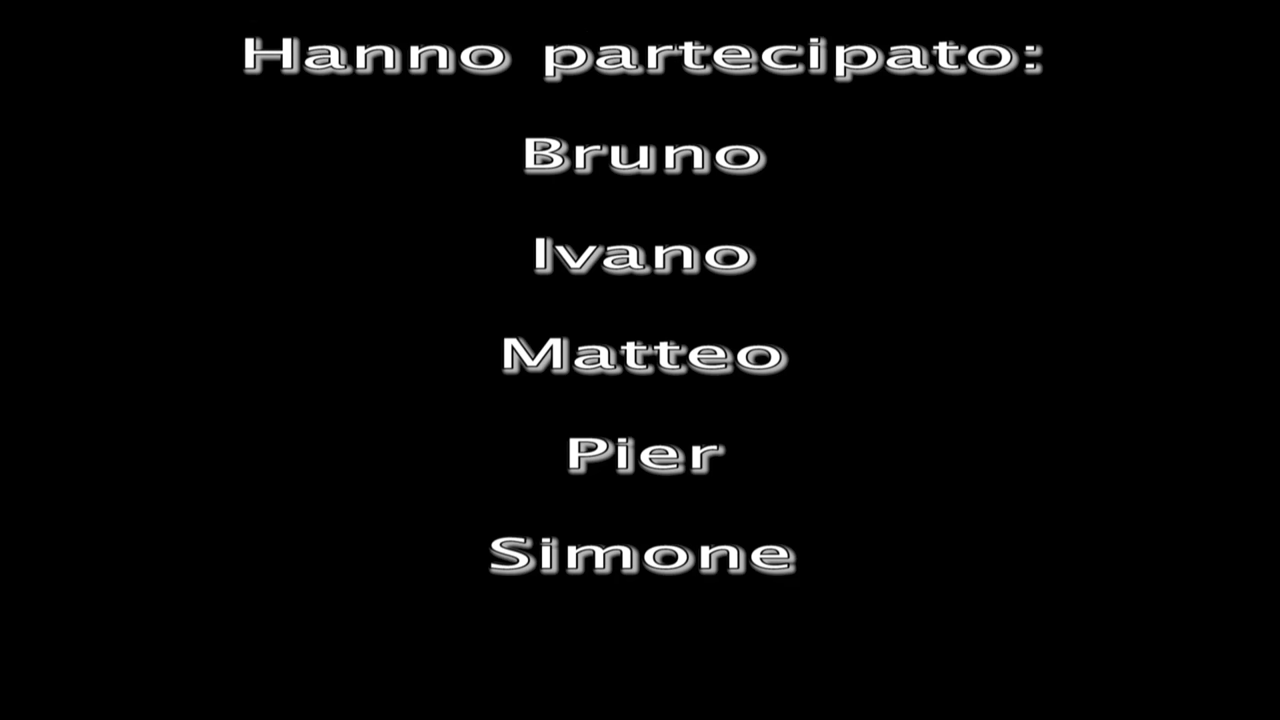 Hanno partecipato:
Bruno
Ivano
Matteo
Pier
Simone